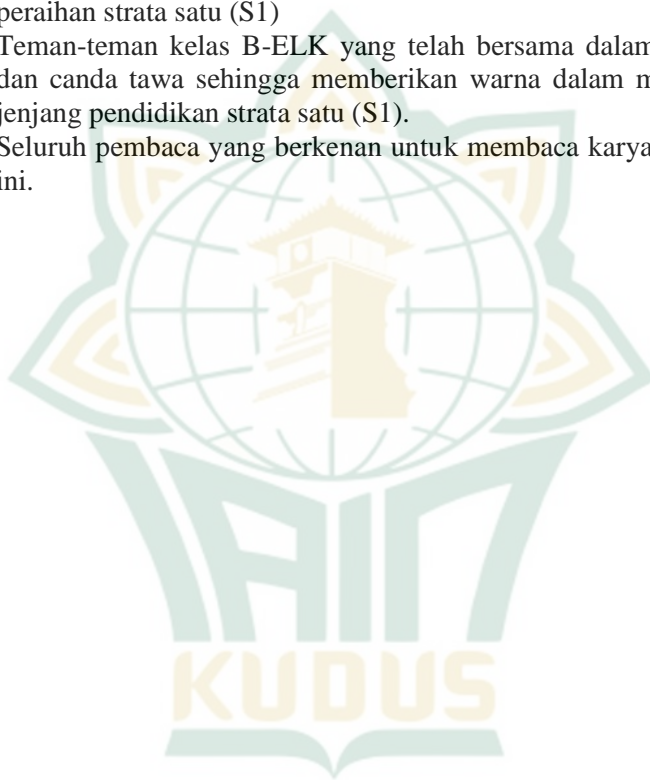 peraihan strata satu (S1)
Teman-teman kelas B-ELK yang telah bersama dalam
dan canda tawa sehingga memberikan warna dalam m
jenjang pendidikan strata satu (S1).
Seluruh pembaca yang berkenan untuk membaca karya
ini.
IAIN
KUDUS